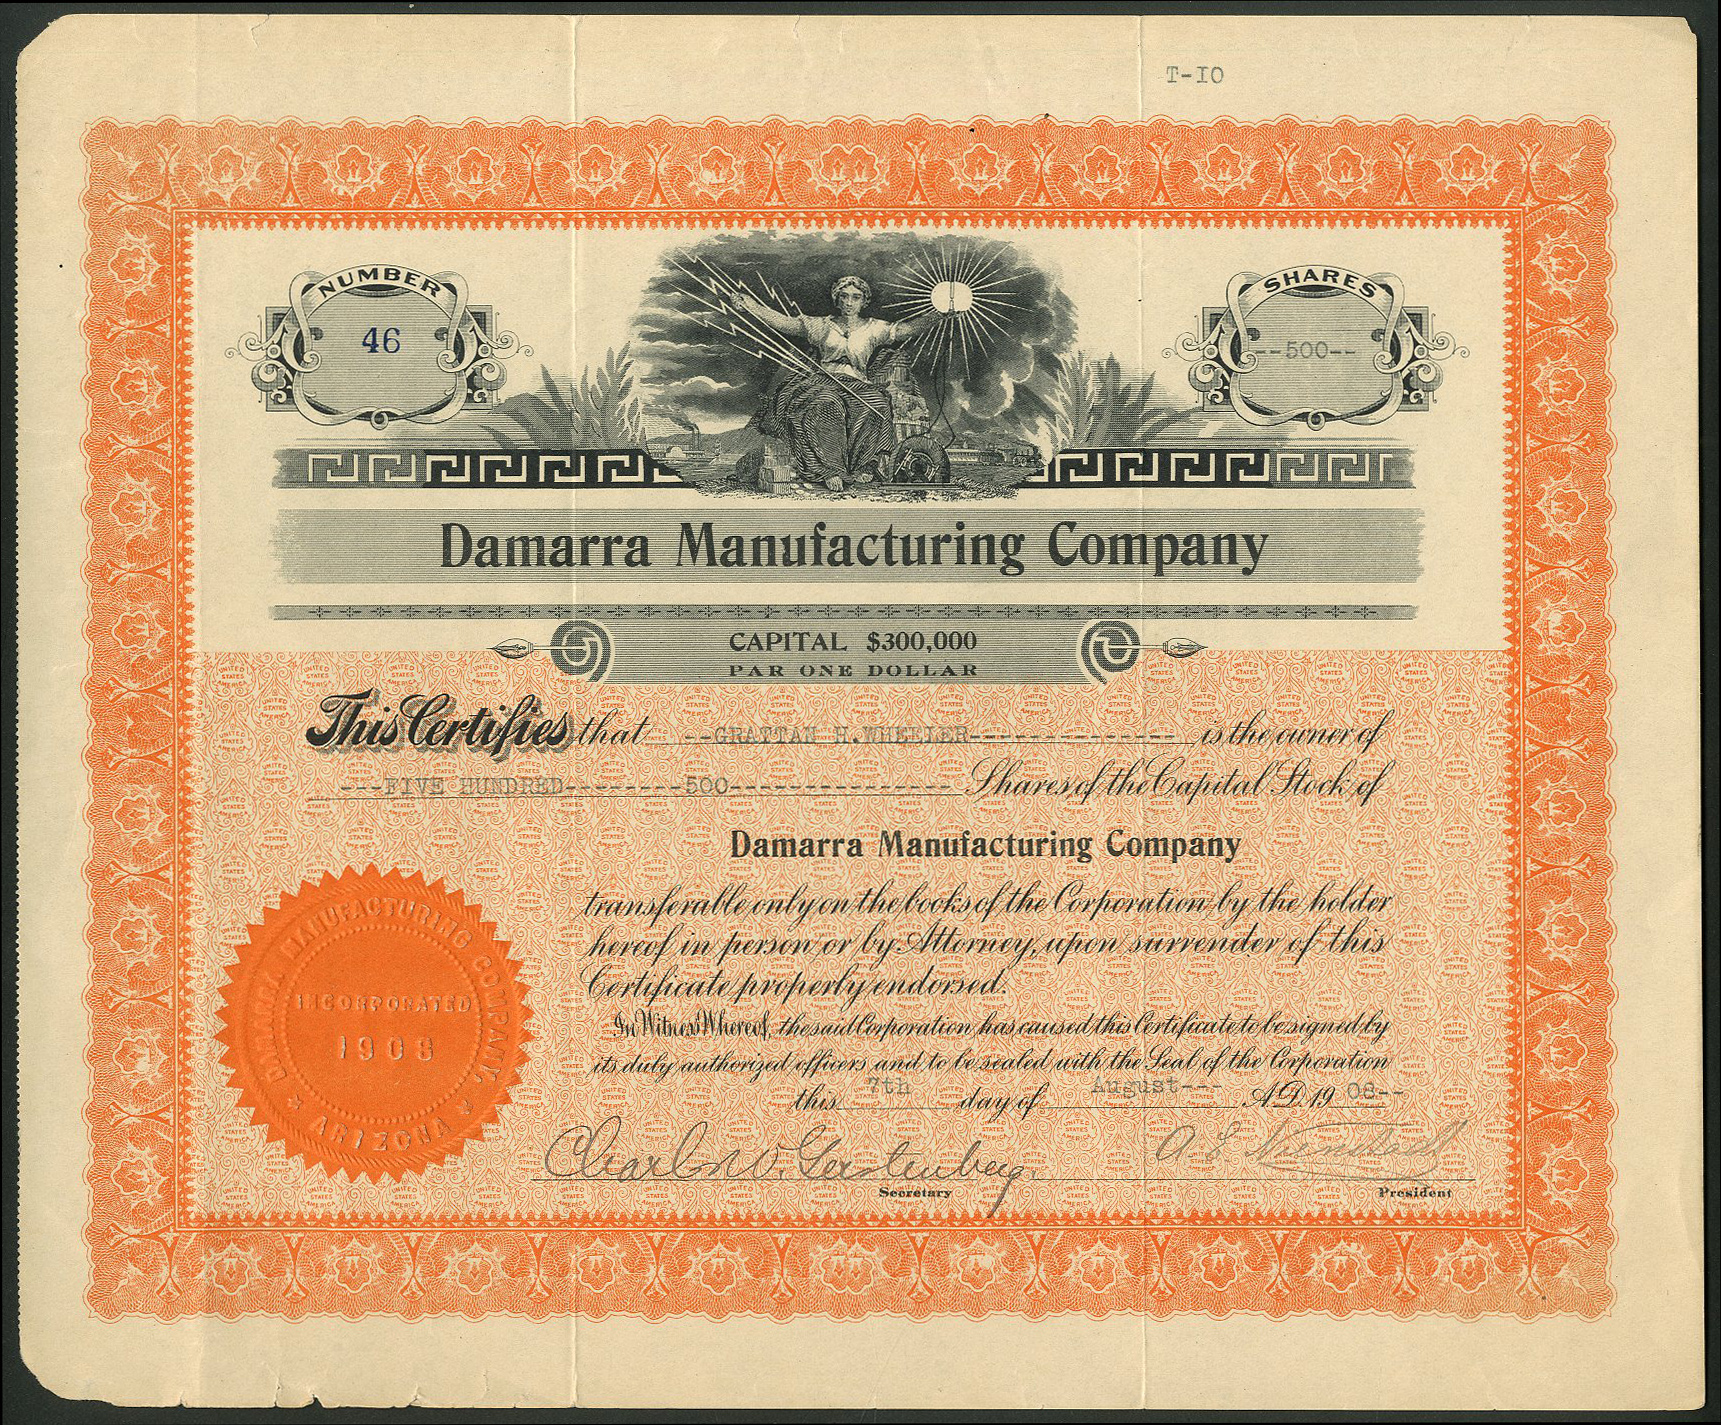 T-10
NUMBER
46
SHARES
--500--
Damarra Manufacturing Company
CAPITAL $300,000
PAR ONE DOLLAR
This Certifies that --GRATTAN H.WHEELER-------------- is the owner of
---FIVE HUNDRED--------500--------------- Shares of the Capital Stock of
Damarra Manufacturing Company
transferable only on the books of the Corporation by the holder
hereof in person or by Attorney, upon surrender of this
Certificate properly endorsed.
In Witness Whereof, the said Corporation has caused this Certificate to be signed by
its duly authorized officers and to be sealed with the Seal of the Corporation
this 7th day of August--- A.D. 19 08--
DAMARRA MANUFACTURING COMPANY
INCORPORATED
1908
ARIZONA
Charles W. Gerstenberg
A E
Secretary
President
UNITED STATES AMERICA